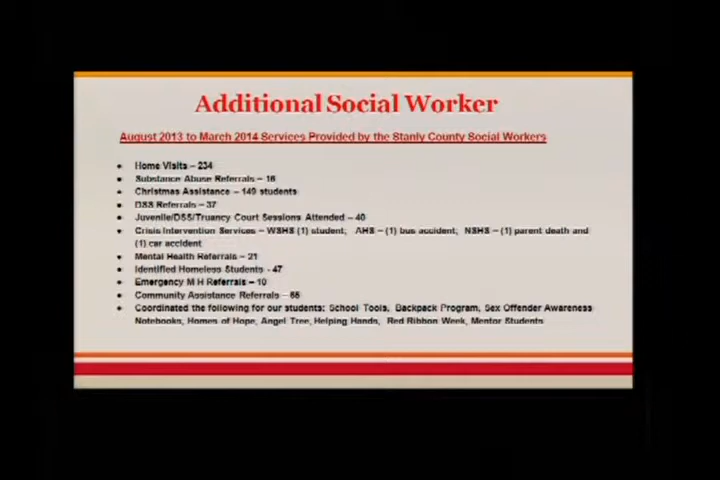 Additional Social Worker
August 2013 to March 2014 Services Provided by the Stanly County Social Workers
• Home Visits – 234
• Substance Abuse Referrals – 16
• Christmas Assistance – 149 students
• DSS Referrals – 37
• Juvenile/DSS/Truancy Court Sessions Attended – 40
• Crisis Intervention Services – WSHS (1) student; AHS – (1) bus accident; NSHS – (1) parent death and
(1) car accident
• Mental Health Referrals – 21
• Identified Homeless Students - 47
• Emergency M H Referrals – 10
• Community Assistance Referrals –
• Coordinated the following for our students: School Tools, Backpack Program, Sex Offender Awareness
Notebooks, Homes of Hope, Angel Tree, Helping Hands, Red Ribbon Week, Mentor Students